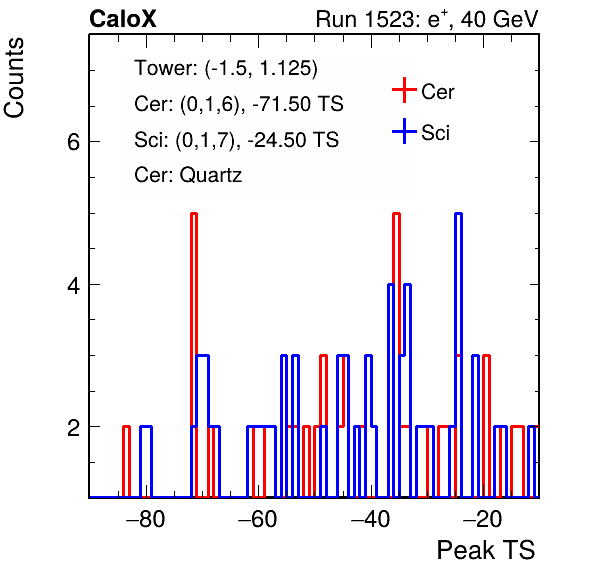 CaloX Run 1523: e+, 40 GeV
Counts
Tower: (-1.5, 1.125)
Cer: (0,1,6), -71.50 TS
Sci: (0,1,7), -24.50 TS
Cer: Quartz
Cer
Sci
6
4
2
−80 −60 −40 −20
Peak TS